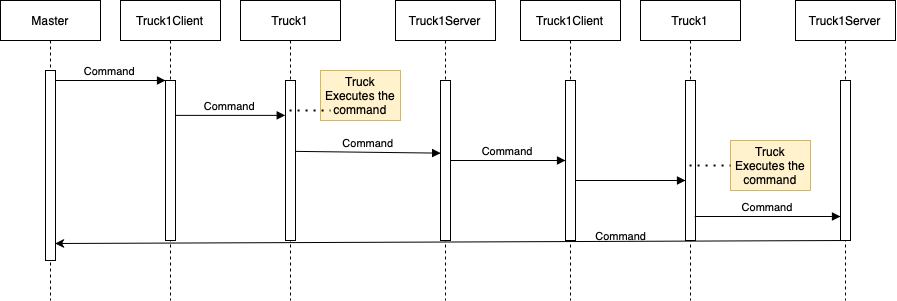 Master
Truck1Client
Truck1
Truck1Server
Truck1Client
Truck1
Truck1Server
Command
Truck
Executes the
command
Command
Command
Command
Truck
Executes the
command
Command
Command